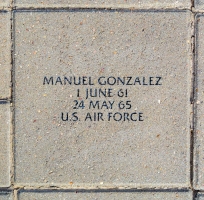 MANUEL GONZALEZ
1 JUNE 61
24 MAY 65
U.S. AIR FORCE